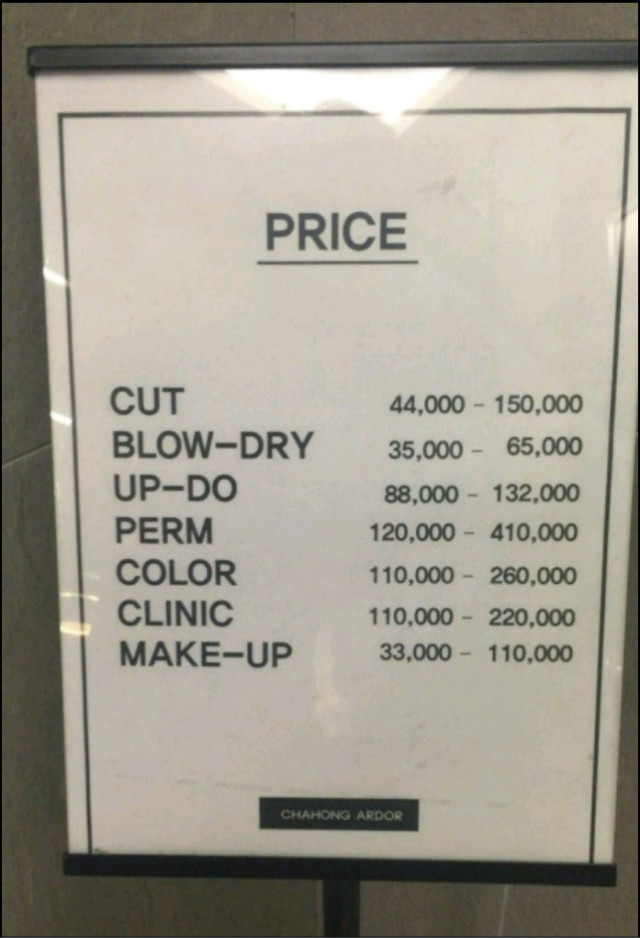 PRICE
CUT 44,000 - 150,000
BLOW-DRY 35,000 - 65,000
UP-DO 88,000 - 132,000
PERM 120,000 - 410,000
COLOR 110,000 - 260,000
CLINIC 110,000 - 220,000
MAKE-UP 33,000 - 110,000
CHAHONG ARDOR